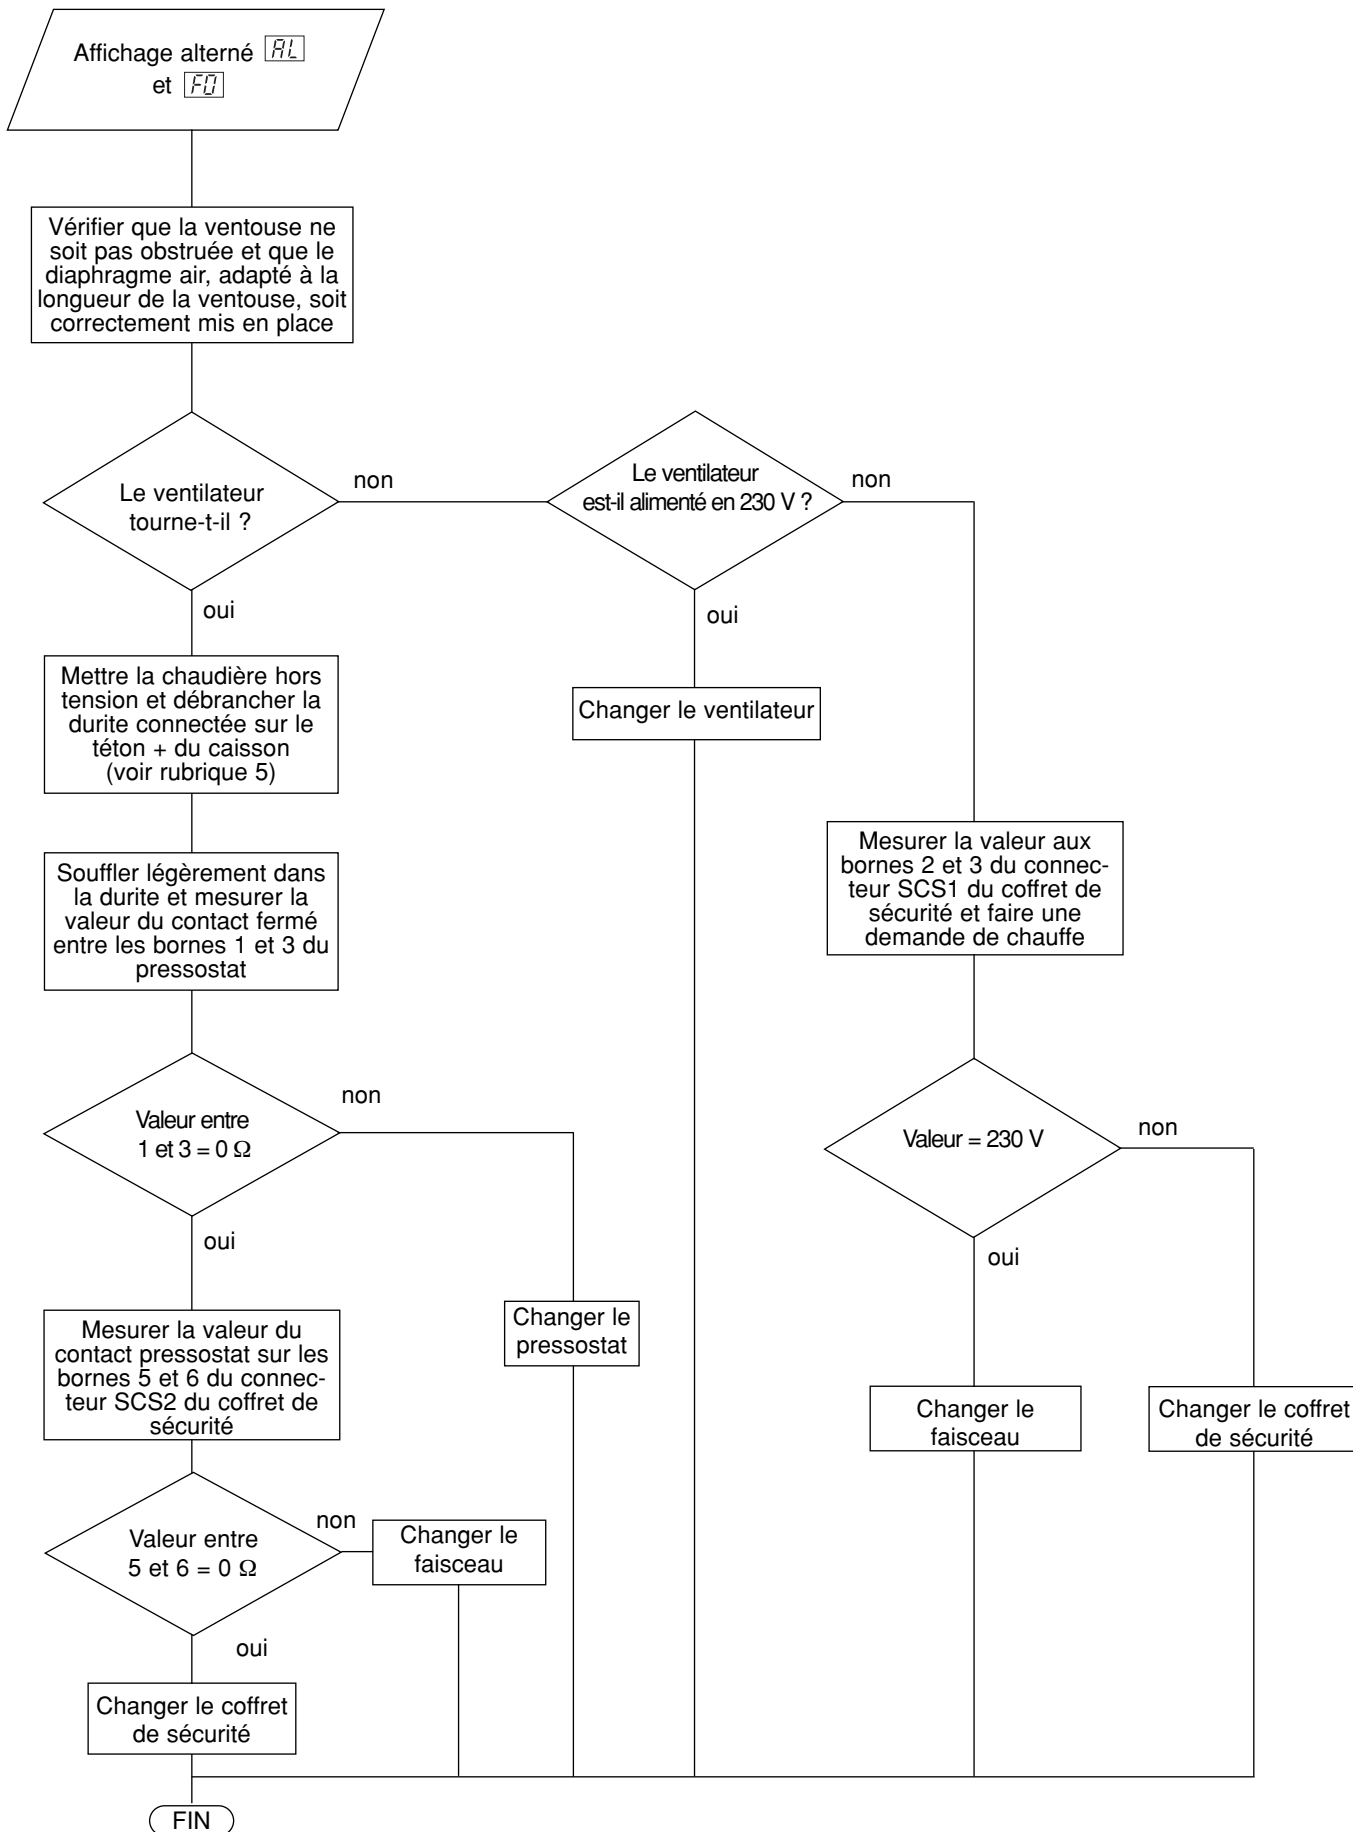 Affichage alterné AL
et F0
Vérifier que la ventouse ne
soit pas obstruée et que le
diaphragme air, adapté à la
longueur de la ventouse, soit
correctement mis en place
Le ventilateur
tourne-t-il ?
non
oui
Le ventilateur
est-il alimenté en 230 V ?
non
oui
Mettre la chaudière hors
tension et débrancher la
durite connectée sur le
téton + du caisson
(voir rubrique 5)
Changer le ventilateur
Souffler légèrement dans
la durite et mesurer la
valeur du contact fermé
entre les bornes 1 et 3 du
pressostat
Mesurer la valeur aux
bornes 2 et 3 du connec-
teur SCS1 du coffret de
sécurité et faire une
demande de chauffe
Valeur entre
1 et 3 = 0 Ω
non
oui
Valeur = 230 V
non
oui
Mesurer la valeur du
contact pressostat sur les
bornes 5 et 6 du connec-
teur SCS2 du coffret de
sécurité
Changer le
pressostat
Changer le
faisceau
Changer le coffret
de sécurité
Valeur entre
5 et 6 = 0 Ω
non
oui
Changer le
faisceau
Changer le coffret
de sécurité
FIN